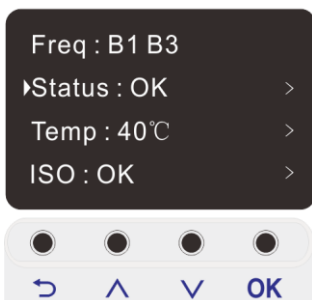 Freq : B1 B3
Status : OK >
Temp : 40℃ >
ISO : OK >
OK